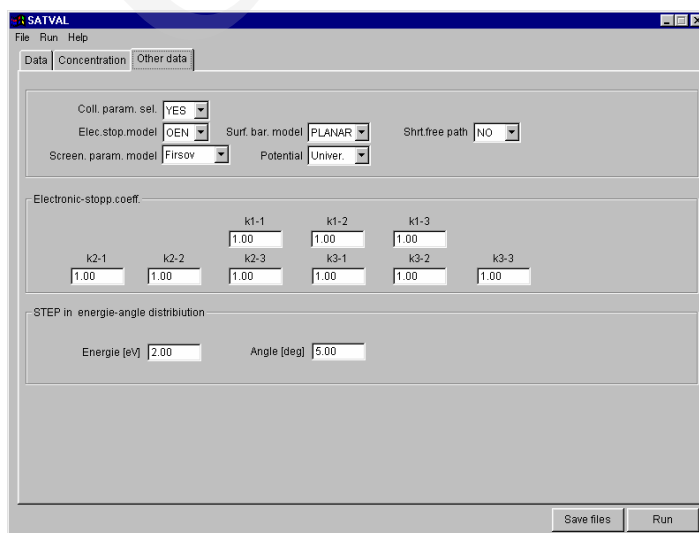 SATVAL
File Run Help
Data Concentration Other data
Coll. param. sel. YES
Elec.stop.model OEN Surf. bar. model PLANAR Shrt.free path NO
Screen. param. model Firsov Potential Univer.
Electronic-stopp.coeff.
k1-1 k1-2 k1-3
1.00 1.00 1.00
k2-1 k2-2 k2-3 k3-1 k3-2 k3-3
1.00 1.00 1.00 1.00 1.00 1.00
STEP in energie-angle distribiution
Energie [eV] 2.00 Angle [deg] 5.00
Save files Run